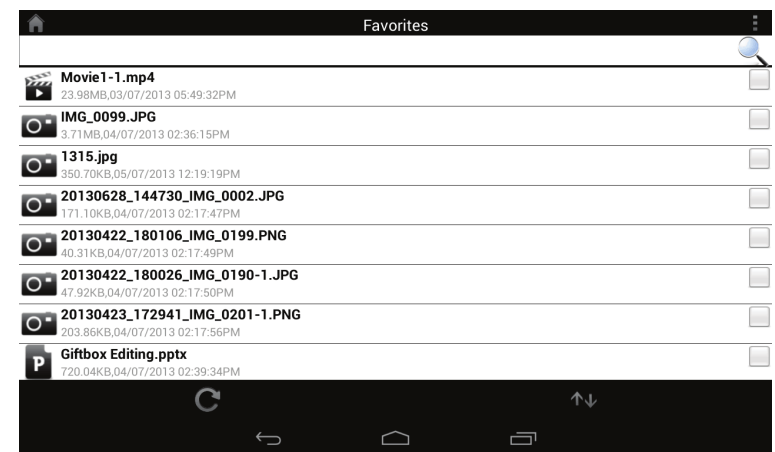 Favorites
Movie1-1.mp4
23.98MB,03/07/2013 05:49:32PM
IMG_0099.JPG
3.71MB,04/07/2013 02:36:15PM
1315.jpg
350.70KB,05/07/2013 12:19:19PM
20130628_144730_IMG_0002.JPG
171.10KB,04/07/2013 02:17:47PM
20130422_180106_IMG_0199.PNG
40.31KB,04/07/2013 02:17:49PM
20130422_180026_IMG_0190-1.JPG
47.92KB,04/07/2013 02:17:50PM
20130423_172941_IMG_0201-1.PNG
203.86KB,04/07/2013 02:17:56PM
Giftbox Editing.pptx
720.04KB,04/07/2013 02:39:34PM